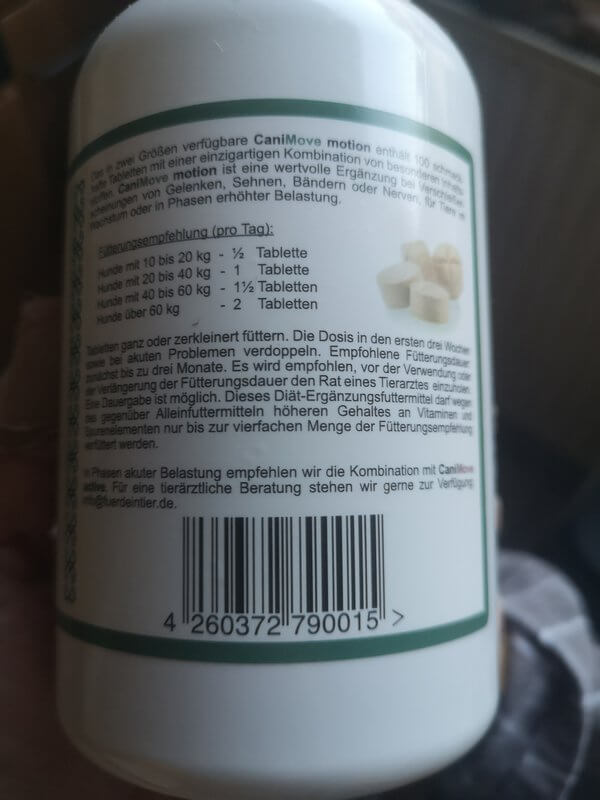 Das in zwei Größen verfügbare CaniMove motion enthält 100 schmack-
hafte Tabletten mit einer einzigartigen Kombination von besonderen Inhalts-
stoffen. CaniMove motion ist eine wertvolle Ergänzung bei Verschleißer-
scheinungen von Gelenken, Sehnen, Bändern oder Nerven, für Tiere im
Wachstum oder in Phasen erhöhter Belastung.
Fütterungsempfehlung (pro Tag):
Hunde mit 10 bis 20 kg - ½ Tablette
Hunde mit 20 bis 40 kg - 1 Tablette
Hunde mit 40 bis 60 kg - 1½ Tabletten
Hunde über 60 kg - 2 Tabletten
Tabletten ganz oder zerkleinert füttern. Die Dosis in den ersten drei Wochen
sowie bei akuten Problemen verdoppeln. Empfohlene Fütterungsdauer:
zunächst bis zu drei Monate. Es wird empfohlen, vor der Verwendung oder
der Verlängerung der Fütterungsdauer den Rat eines Tierarztes einzuholen.
Eine Dauergabe ist möglich. Dieses Diät-Ergänzungsfuttermittel darf wegen
des gegenüber Alleinfuttermitteln höheren Gehaltes an Vitaminen und
Spurenelementen nur bis zur vierfachen Menge der Fütterungsempfehlung
verfüttert werden.
In Phasen akuter Belastung empfehlen wir die Kombination mit CaniMove
active. Für eine tierärztliche Beratung stehen wir gerne zur Verfügung:
info@fuerdeintier.de.
4 260372 790015 >